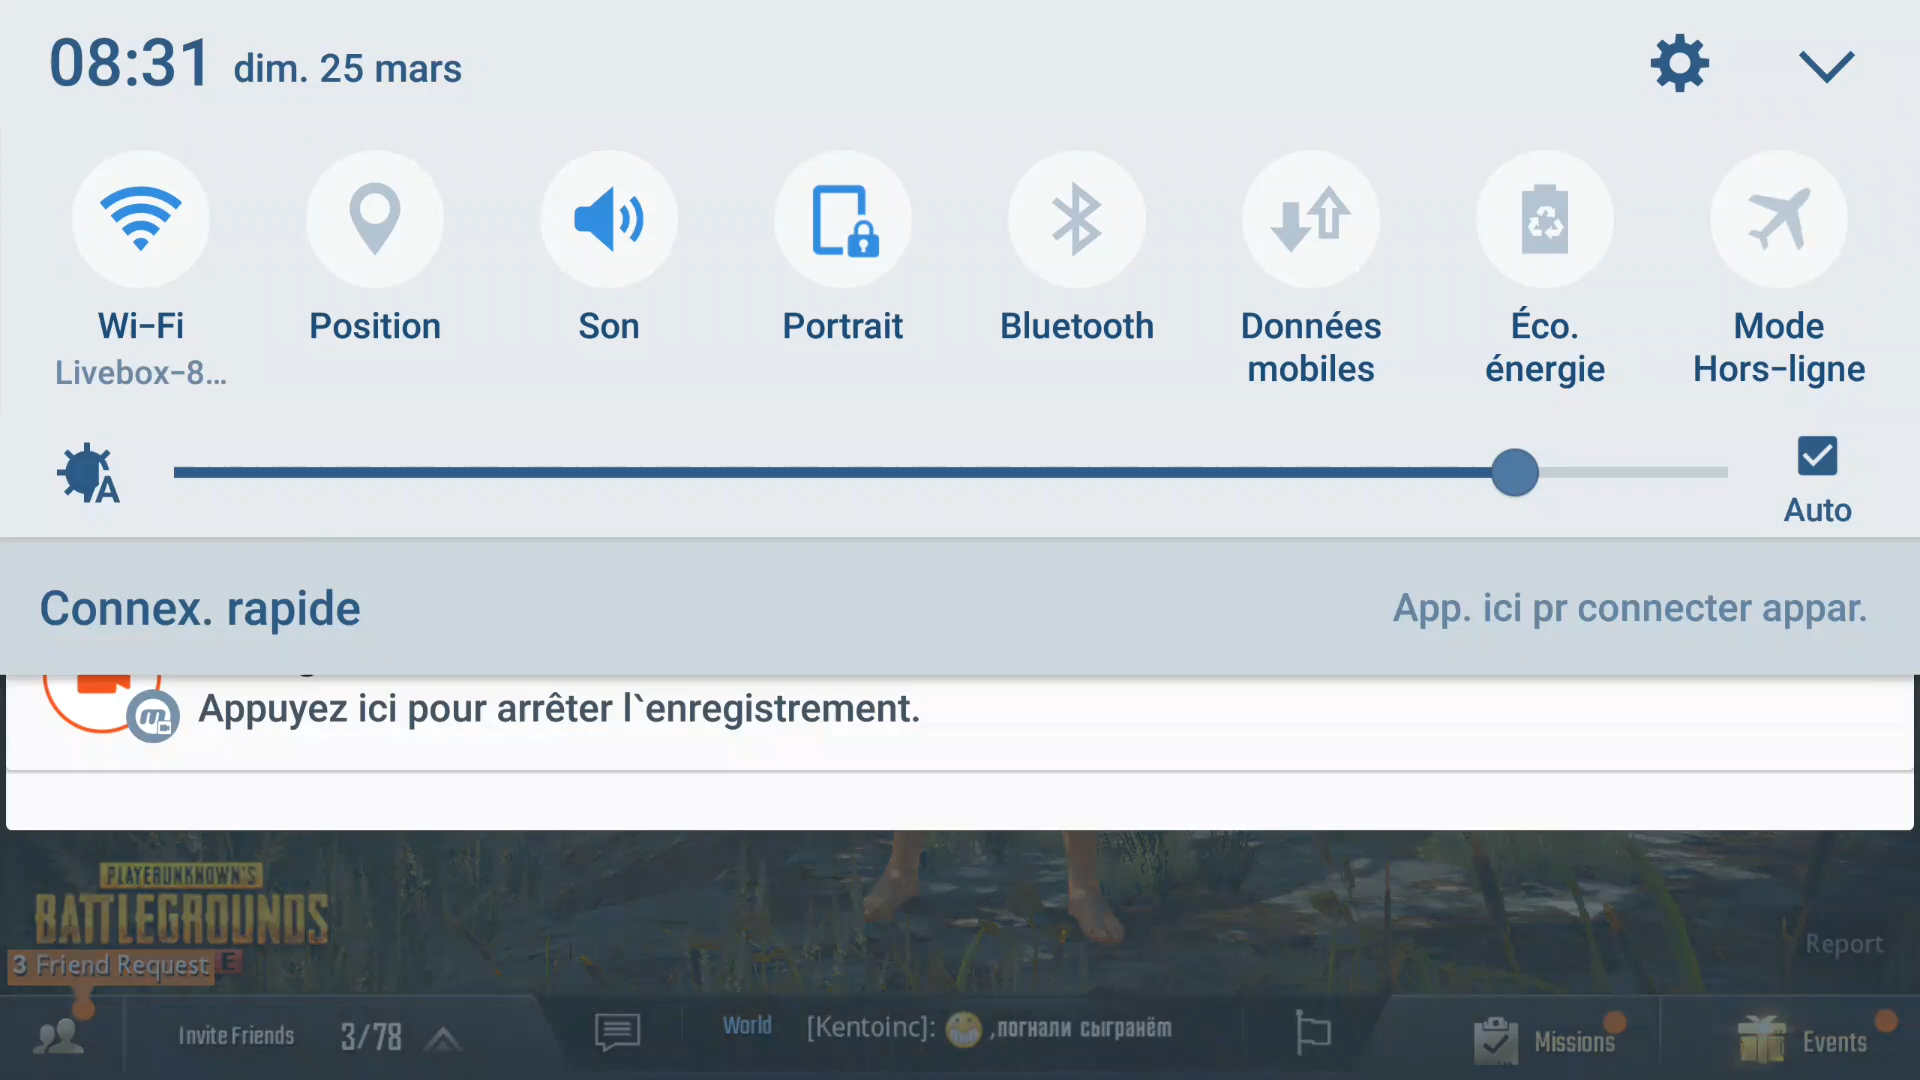 08:31 dim. 25 mars
Wi-Fi
Livebox-8...
Position
Son
Portrait
Bluetooth
Données
mobiles
Éco.
énergie
Mode
Hors-ligne
A
Auto
Connex. rapide
App. ici pr connecter appar.
Appuyez ici pour arrêter l`enregistrement.
PLAYERUNKNOWN'S
BATTLEGROUNDS
3 Friend Request E
Report
Invite Friends 3/78
World [Kentoinc]: ,погнали сыгранём
Missions
Events